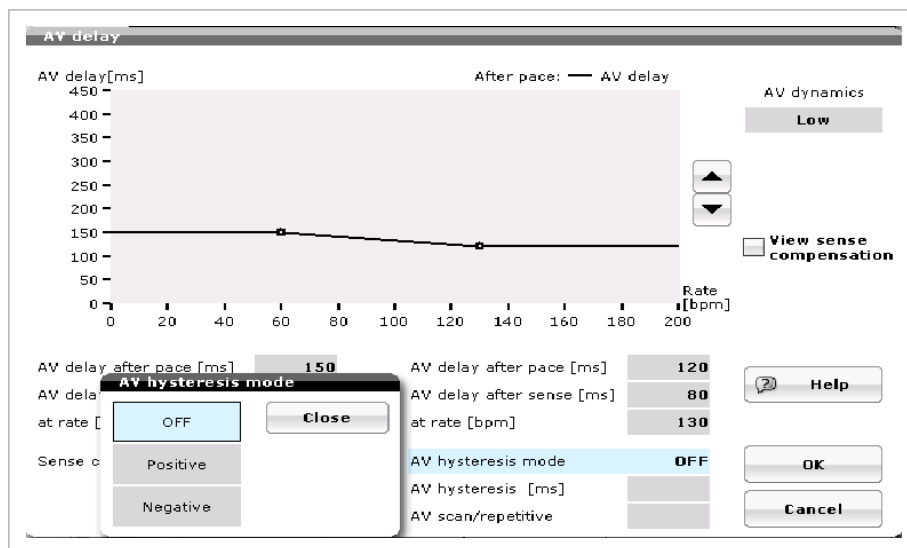 AV delay
AV delay[ms]
After pace: — AV delay
450
400
350
300
250
200
150
100
50
0
0 20 40 60 80 100 120 140 160 180 200
Rate
[bpm]
AV dynamics
Low
View sense
compensation
AV delay after pace [ms] 150
AV delay after pace [ms] 120
AV dela
AV delay after sense [ms] 80
at rate [
at rate [bpm] 130
Sense c
AV hysteresis mode OFF
AV hysteresis [ms]
AV scan/repetitive
AV hysteresis mode
OFF
Close
Positive
Negative
Help
OK
Cancel